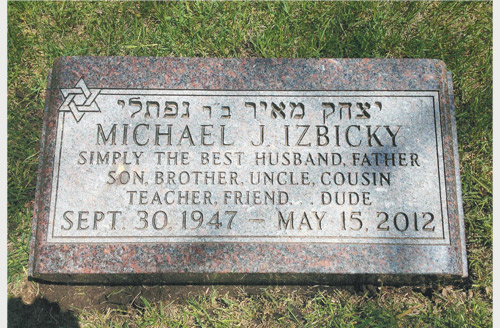 יצחק מאיר ב״ר נפתלי
MICHAEL J. IZBICKY
SIMPLY THE BEST HUSBAND, FATHER
SON, BROTHER, UNCLE, COUSIN
TEACHER, FRIEND... DUDE
SEPT. 30, 1947 – MAY 15, 2012